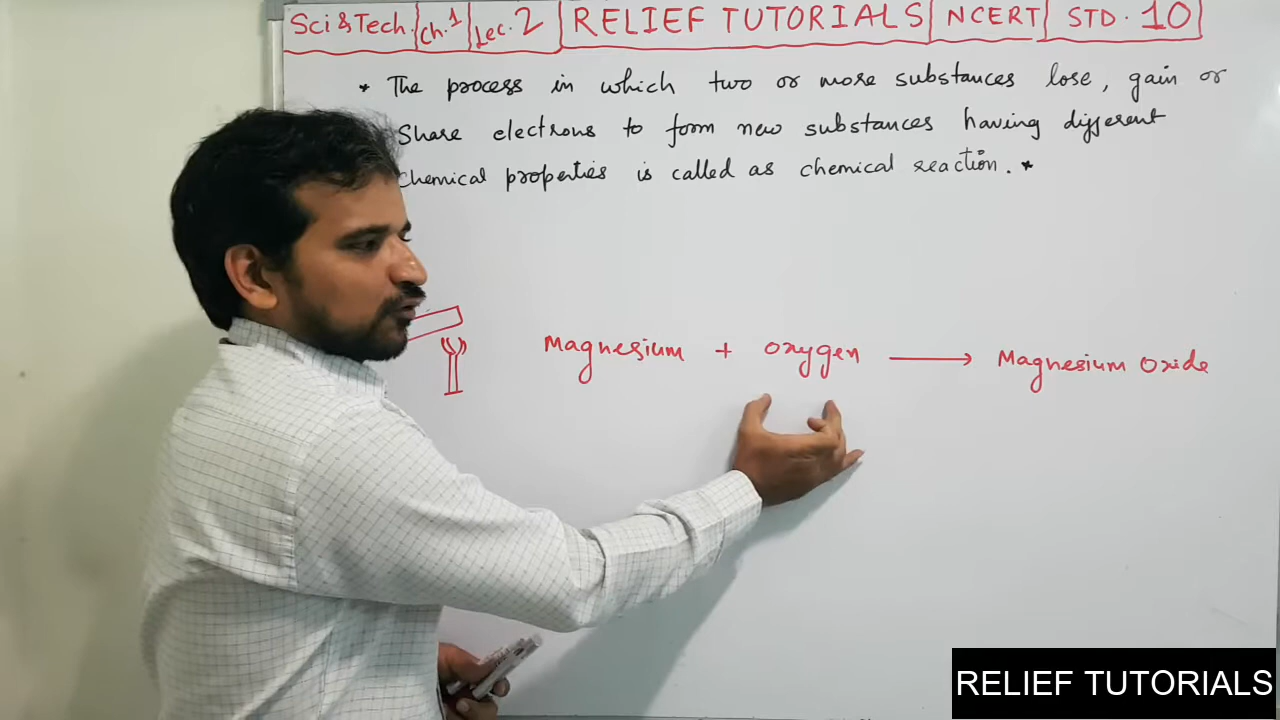 Sci & Tech. Ch. 1 Lec. 2 RELIEF TUTORIALS NCERT STD. 10
* The process in which two or more substances lose, gain or
Share electrons to form new substances having different
Chemical properties is called as chemical reaction. *
Magnesium + Oxygen → Magnesium Oxide
RELIEF TUTORIALS